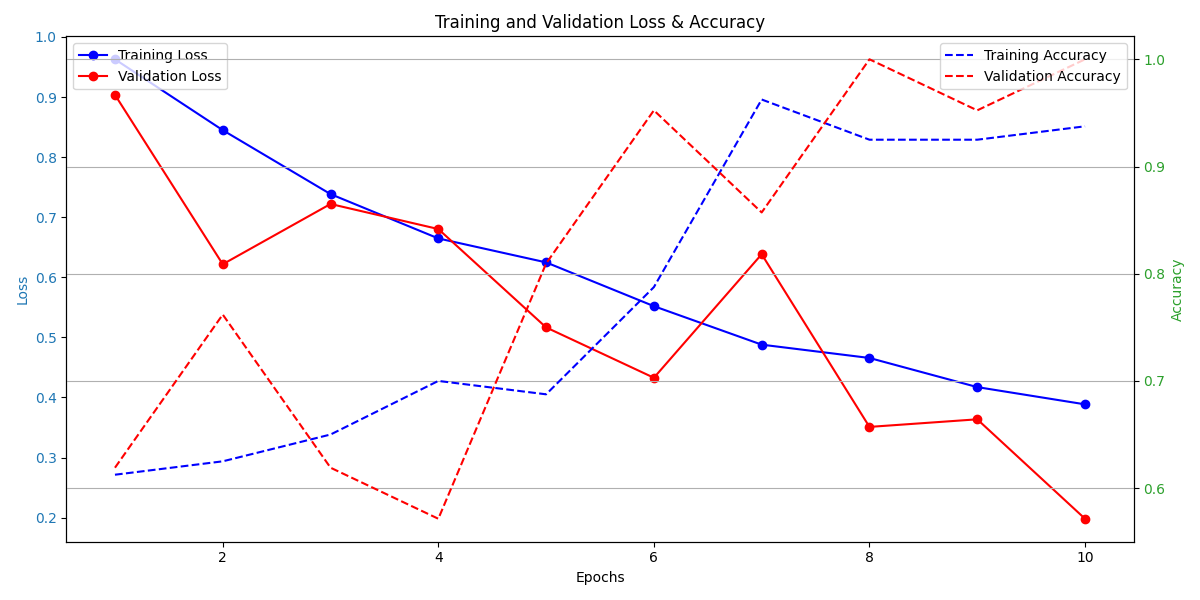 Training and Validation Loss & Accuracy
Training Loss
Validation Loss
Training Accuracy
Validation Accuracy
1.0
0.9
0.8
0.7
0.6
0.5
0.4
0.3
0.2
Loss
1.0
0.9
0.8
0.7
0.6
Accuracy
2
4
6
8
10
Epochs